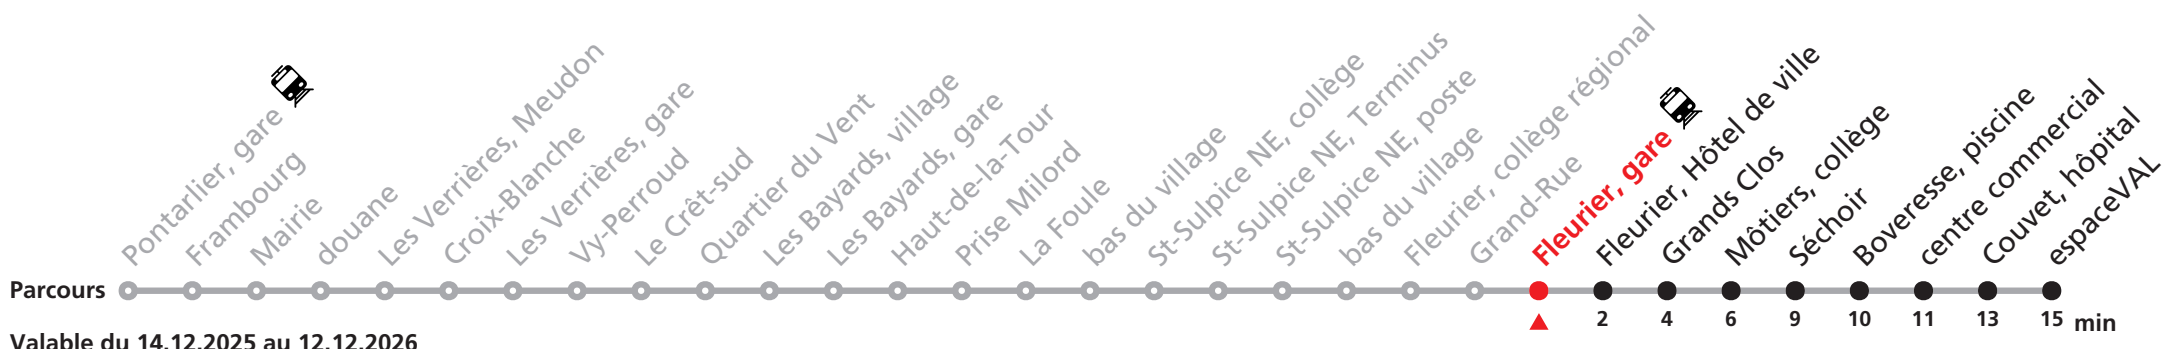 Pontarlier, gare
Frambourg
Mairie
douane
Les Verrières, Meudon
Croix-Blanche
Les Verrières, gare
Vy-Perroud
Le Crêt-sud
Quartier du Vent
Les Bayards, village
Les Bayards, gare
Haut-de-la-Tour
Prise Milord
La Foule
bas du village
St-Sulpice NE, collège
St-Sulpice NE, Terminus
St-Sulpice NE, poste
bas du village
Fleurier, collège régional
Grand-Rue
Fleurier, gare
Fleurier, Hôtel de ville
Grands Clos
Môtiers, collège
Séchoir
Boveresse, piscine
centre commercial
Couvet, hôpital
espaceVAL
Parcours
2 4 6 9 10 11 13 15 min
Valable du 14.12.2025 au 12.12.2026